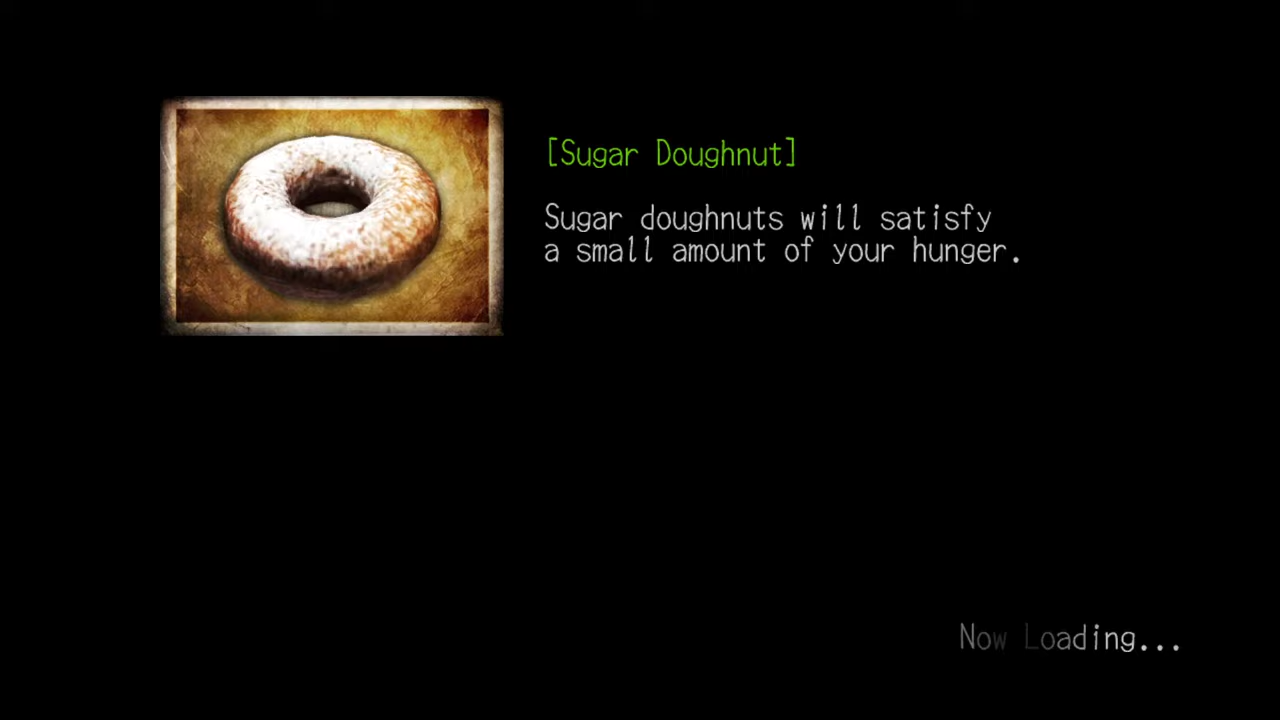 [Sugar Doughnut]
Sugar doughnuts will satisfy
a small amount of your hunger.
Now Loading...